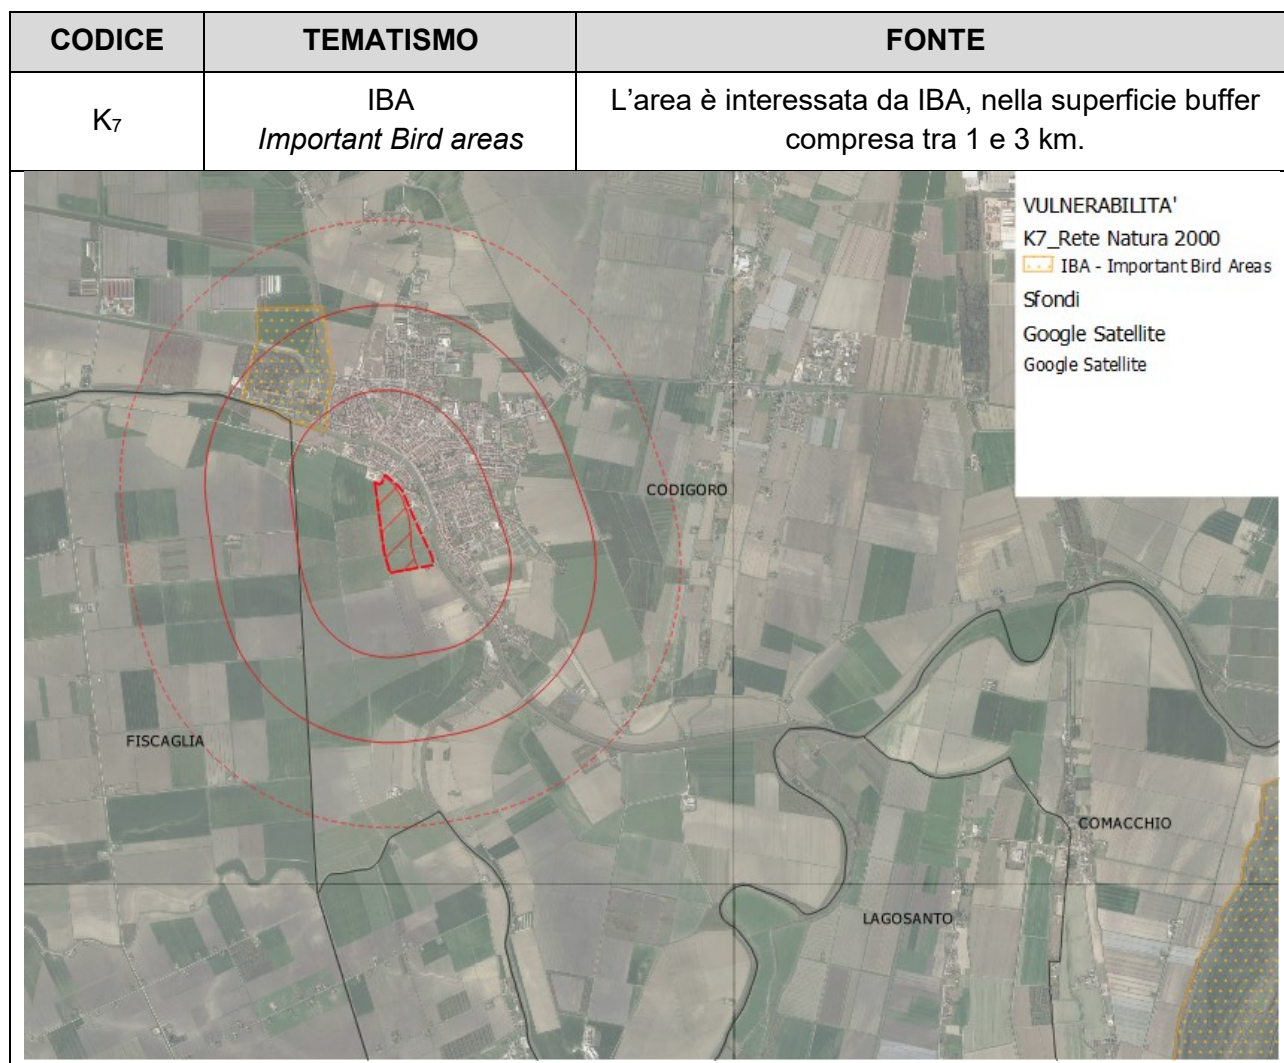 CODICE TEMATISMO FONTE
K₇
IBA
Important Bird areas
L’area è interessata da IBA, nella superficie buffer
compresa tra 1 e 3 km.
VULNERABILITA'
K7_Rete Natura 2000
IBA - Important Bird Areas
Sfondi
Google Satellite
Google Satellite
CODIGORO
FISCAGLIA
COMACCHIO
LAGOSANTO